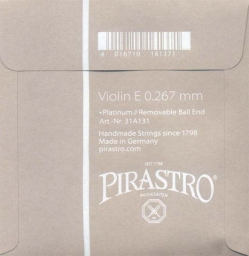 Violin E 0.267 mm
•Platinum // Removable Ball End
Art.-Nr. 31A131
Handmade Strings since 1798
Made in Germany
pirastro.com
PIRASTRO